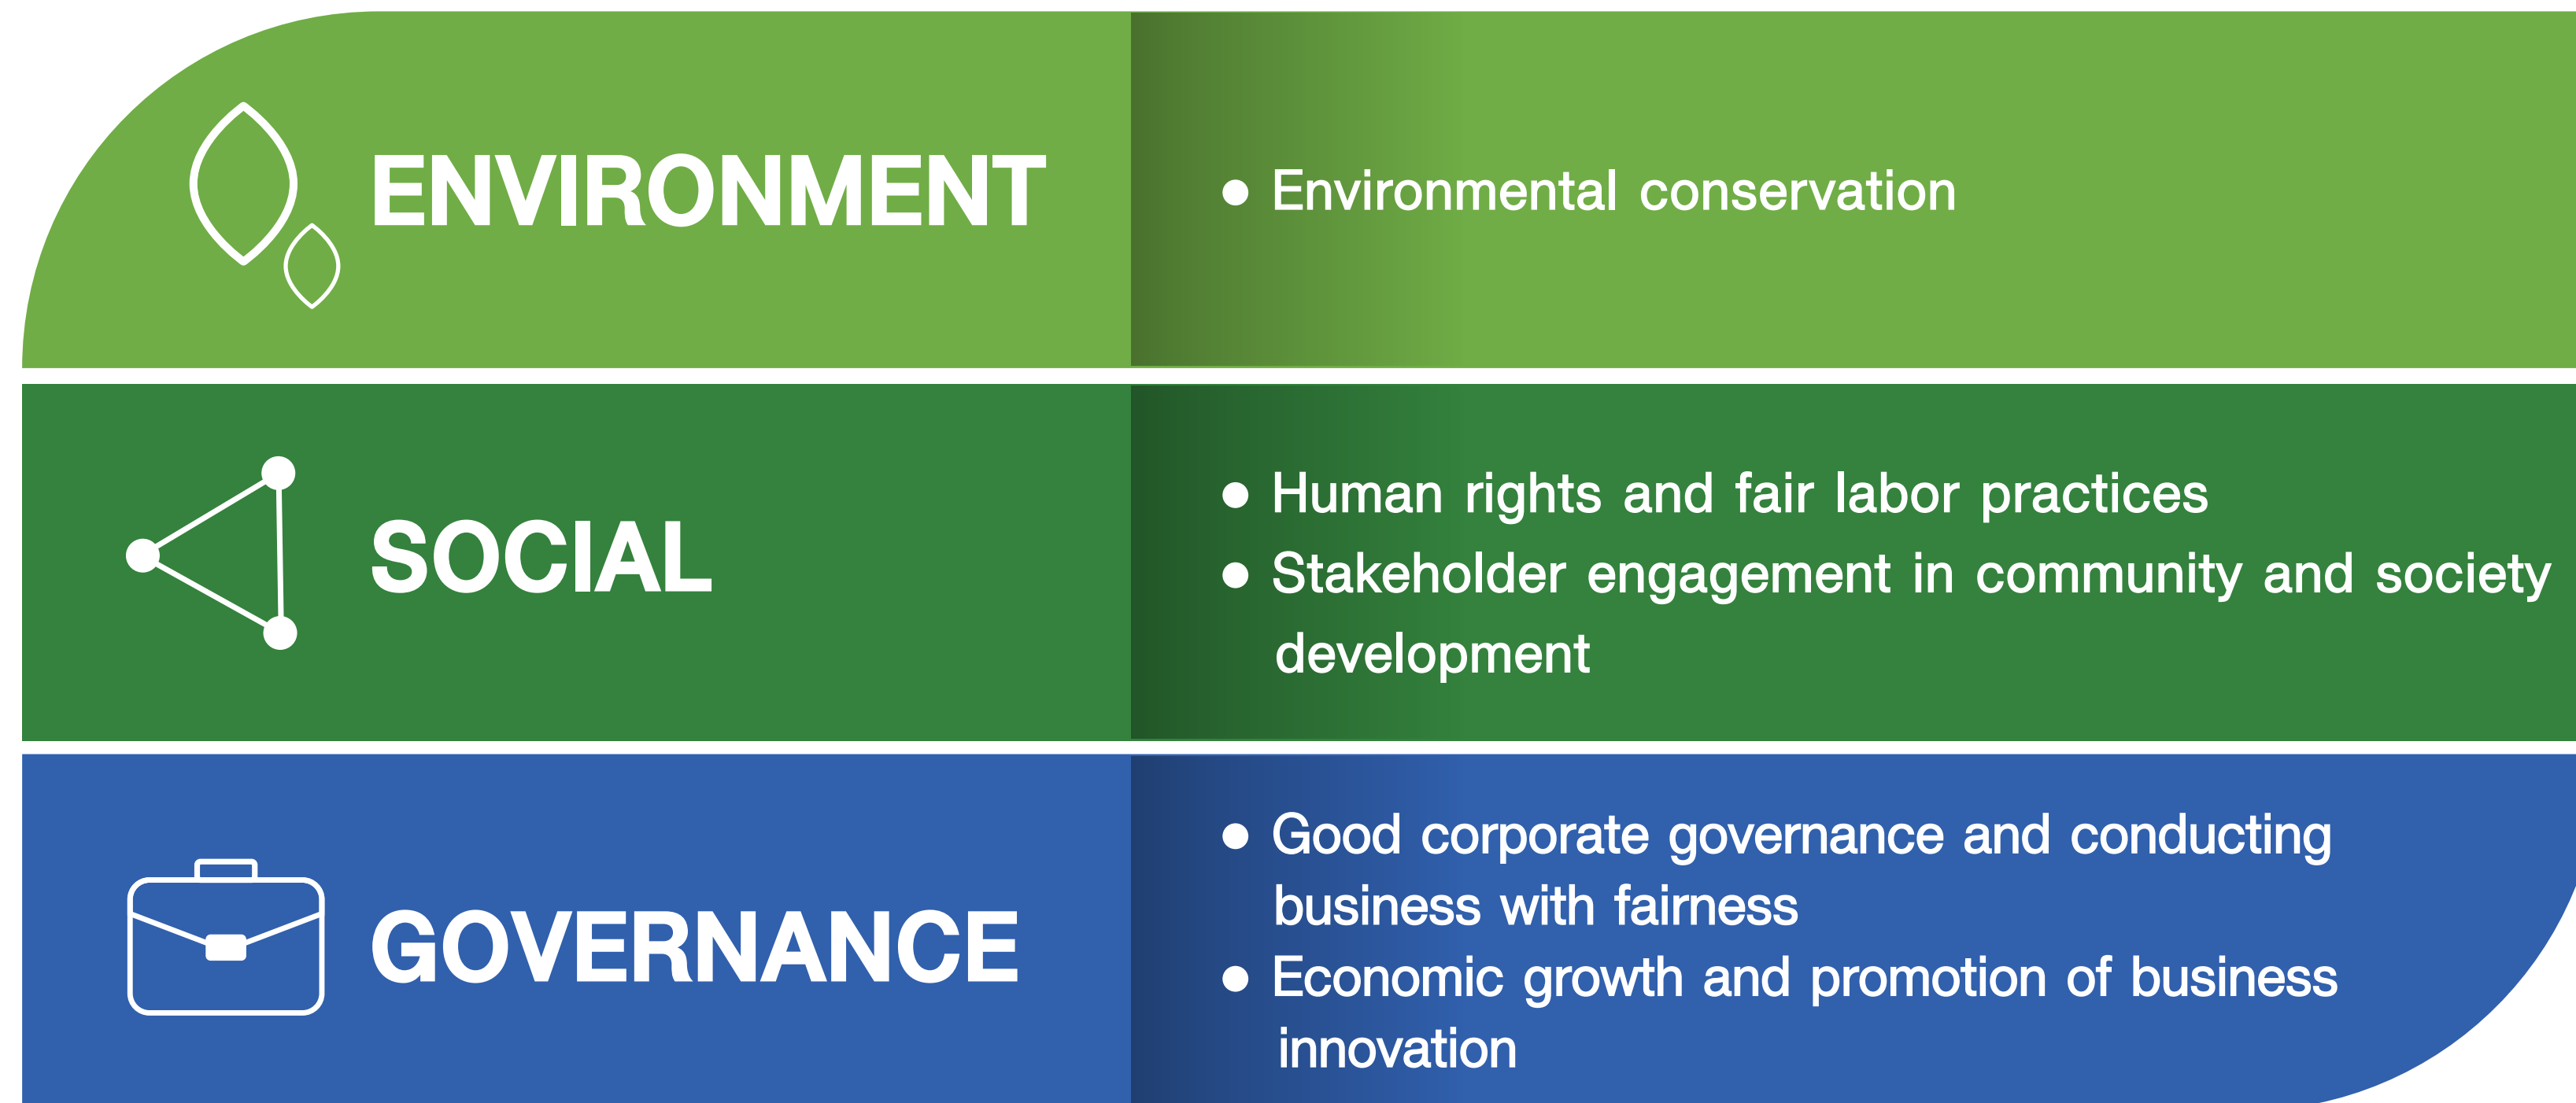 ENVIRONMENT
● Environmental conservation
SOCIAL
● Human rights and fair labor practices
● Stakeholder engagement in community and society
development
GOVERNANCE
● Good corporate governance and conducting
business with fairness
● Economic growth and promotion of business
innovation